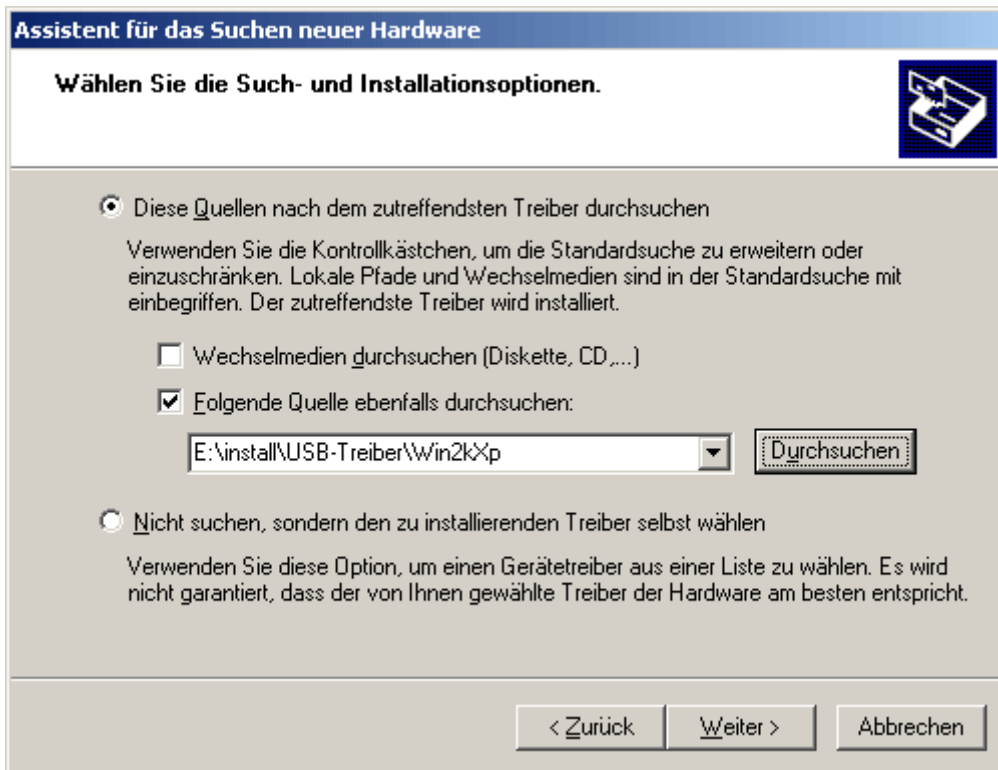 Assistent für das Suchen neuer Hardware
Wählen Sie die Such- und Installationsoptionen.
Diese Quellen nach dem zutreffendsten Treiber durchsuchen
Verwenden Sie die Kontrollkästchen, um die Standardsuche zu erweitern oder
einzuschränken. Lokale Pfade und Wechselmedien sind in der Standardsuche mit
einbegriffen. Der zutreffendste Treiber wird installiert.
Wechselmedien durchsuchen (Diskette, CD,...)
Folgende Quelle ebenfalls durchsuchen:
E:\install\USB-Treiber\Win2kXp
Durchsuchen
Nicht suchen, sondern den zu installierenden Treiber selbst wählen
Verwenden Sie diese Option, um einen Gerätetreiber aus einer Liste zu wählen. Es wird
nicht garantiert, dass der von Ihnen gewählte Treiber der Hardware am besten entspricht.
< Zurück
Weiter >
Abbrechen